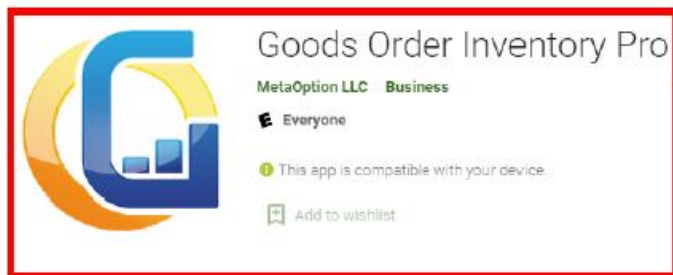 Goods Order Inventory Pro
MetaOption LLC Business
E Everyone
This app is compatible with your device.
Add to wishlist